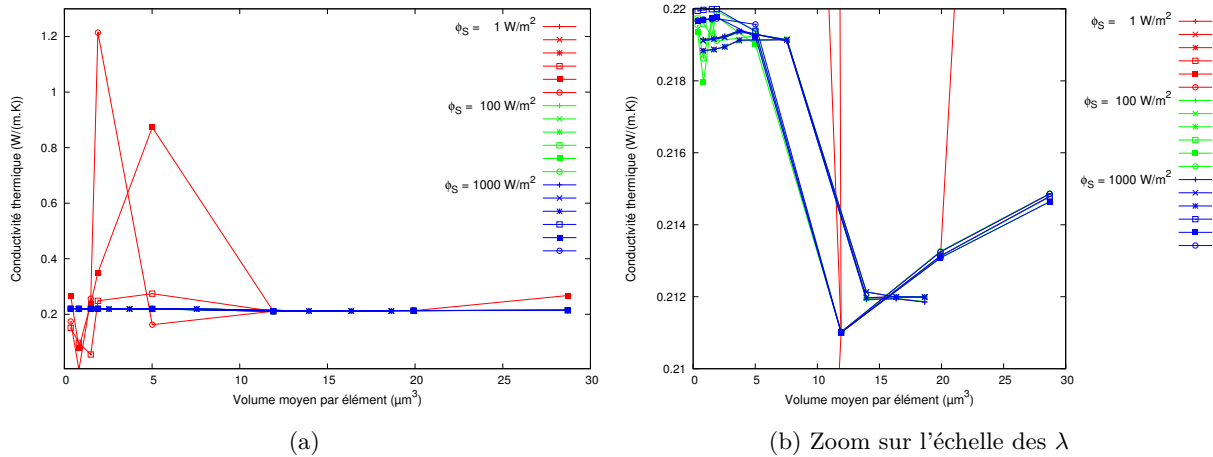 1.2
1
0.8
0.6
0.4
0.2
Conductivité thermique (W/(m.K))
0 5 10 15 20 25 30
Volume moyen par élément (µm³)
ϕS = 1 W/m²
ϕS = 100 W/m²
ϕS = 1000 W/m²
(a)
0.22
0.218
0.216
0.214
0.212
0.21
Conductivité thermique (W/(m.K))
0 5 10 15 20 25 30
Volume moyen par élément (µm³)
ϕS = 1 W/m²
ϕS = 100 W/m²
ϕS = 1000 W/m²
(b) Zoom sur l'échelle des λ